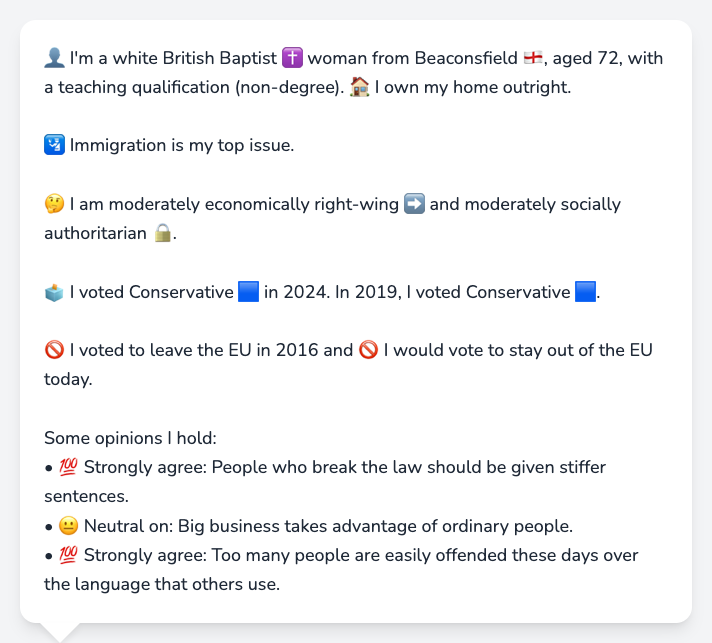 👤 I'm a white British Baptist ✝️ woman from Beaconsfield 🏴󠁧󠁢󠁥󠁮󠁧󠁿, aged 72, with
a teaching qualification (non-degree). 🏠 I own my home outright.
🛂 Immigration is my top issue.
🤔 I am moderately economically right-wing ➡️ and moderately socially
authoritarian 🔒.
🗳️ I voted Conservative 🟦 in 2024. In 2019, I voted Conservative 🟦.
🚫 I voted to leave the EU in 2016 and 🚫 I would vote to stay out of the EU
today.
Some opinions I hold:
• 💯 Strongly agree: People who break the law should be given stiffer
sentences.
• 😐 Neutral on: Big business takes advantage of ordinary people.
• 💯 Strongly agree: Too many people are easily offended these days over
the language that others use.